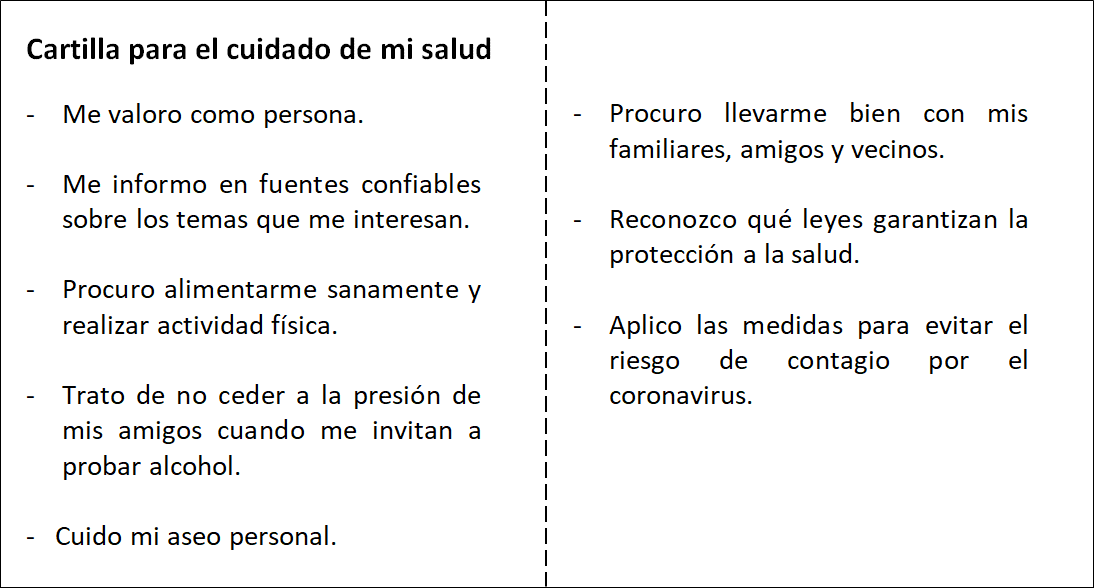 Cartilla para el cuidado de mi salud
- Me valoro como persona.
- Me informo en fuentes confiables
sobre los temas que me interesan.
- Procuro alimentarme sanamente y
realizar actividad física.
- Trato de no ceder a la presión de
mis amigos cuando me invitan a
probar alcohol.
- Cuido mi aseo personal.
- Procuro llevarme bien con mis
familiares, amigos y vecinos.
- Reconozco qué leyes garantizan la
protección a la salud.
- Aplico las medidas para evitar el
riesgo de contagio por el
coronavirus.